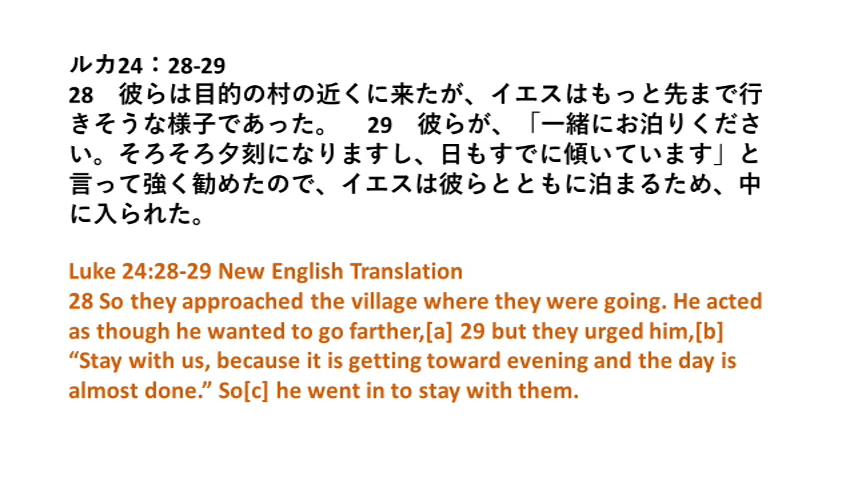 ルカ24：28-29
28　彼らは目的の村の近くに来たが、イエスはもっと先まで行
きそうな様子であった。　29　彼らが、「一緒にお泊りくださ
い。そろそろ夕刻になりますし、日もすでに傾いています」と
言って強く勧めたので、イエスは彼らとともに泊まるため、中
に入られた。
Luke 24:28-29 New English Translation
28 So they approached the village where they were going. He acted
as though he wanted to go farther,[a] 29 but they urged him,[b]
“Stay with us, because it is getting toward evening and the day is
almost done.” So[c] he went in to stay with them.